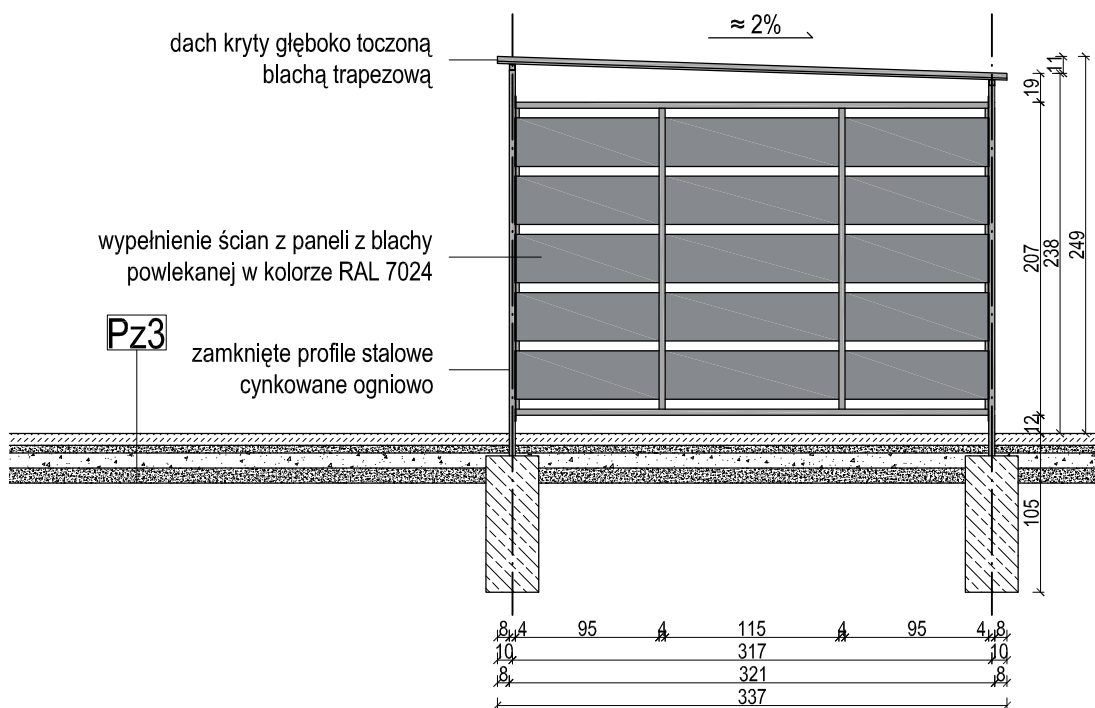 ≈ 2%
dach kryty głęboko toczoną
blachą trapezową
wypełnienie ścian z paneli z blachy
powlekanej w kolorze RAL 7024
Pz3
zamknięte profile stalowe
cynkowane ogniowo
11
19
207
238
249
12
105
8 4 95 4 115 4 95 4 8
10 317 10
8 321 8
337